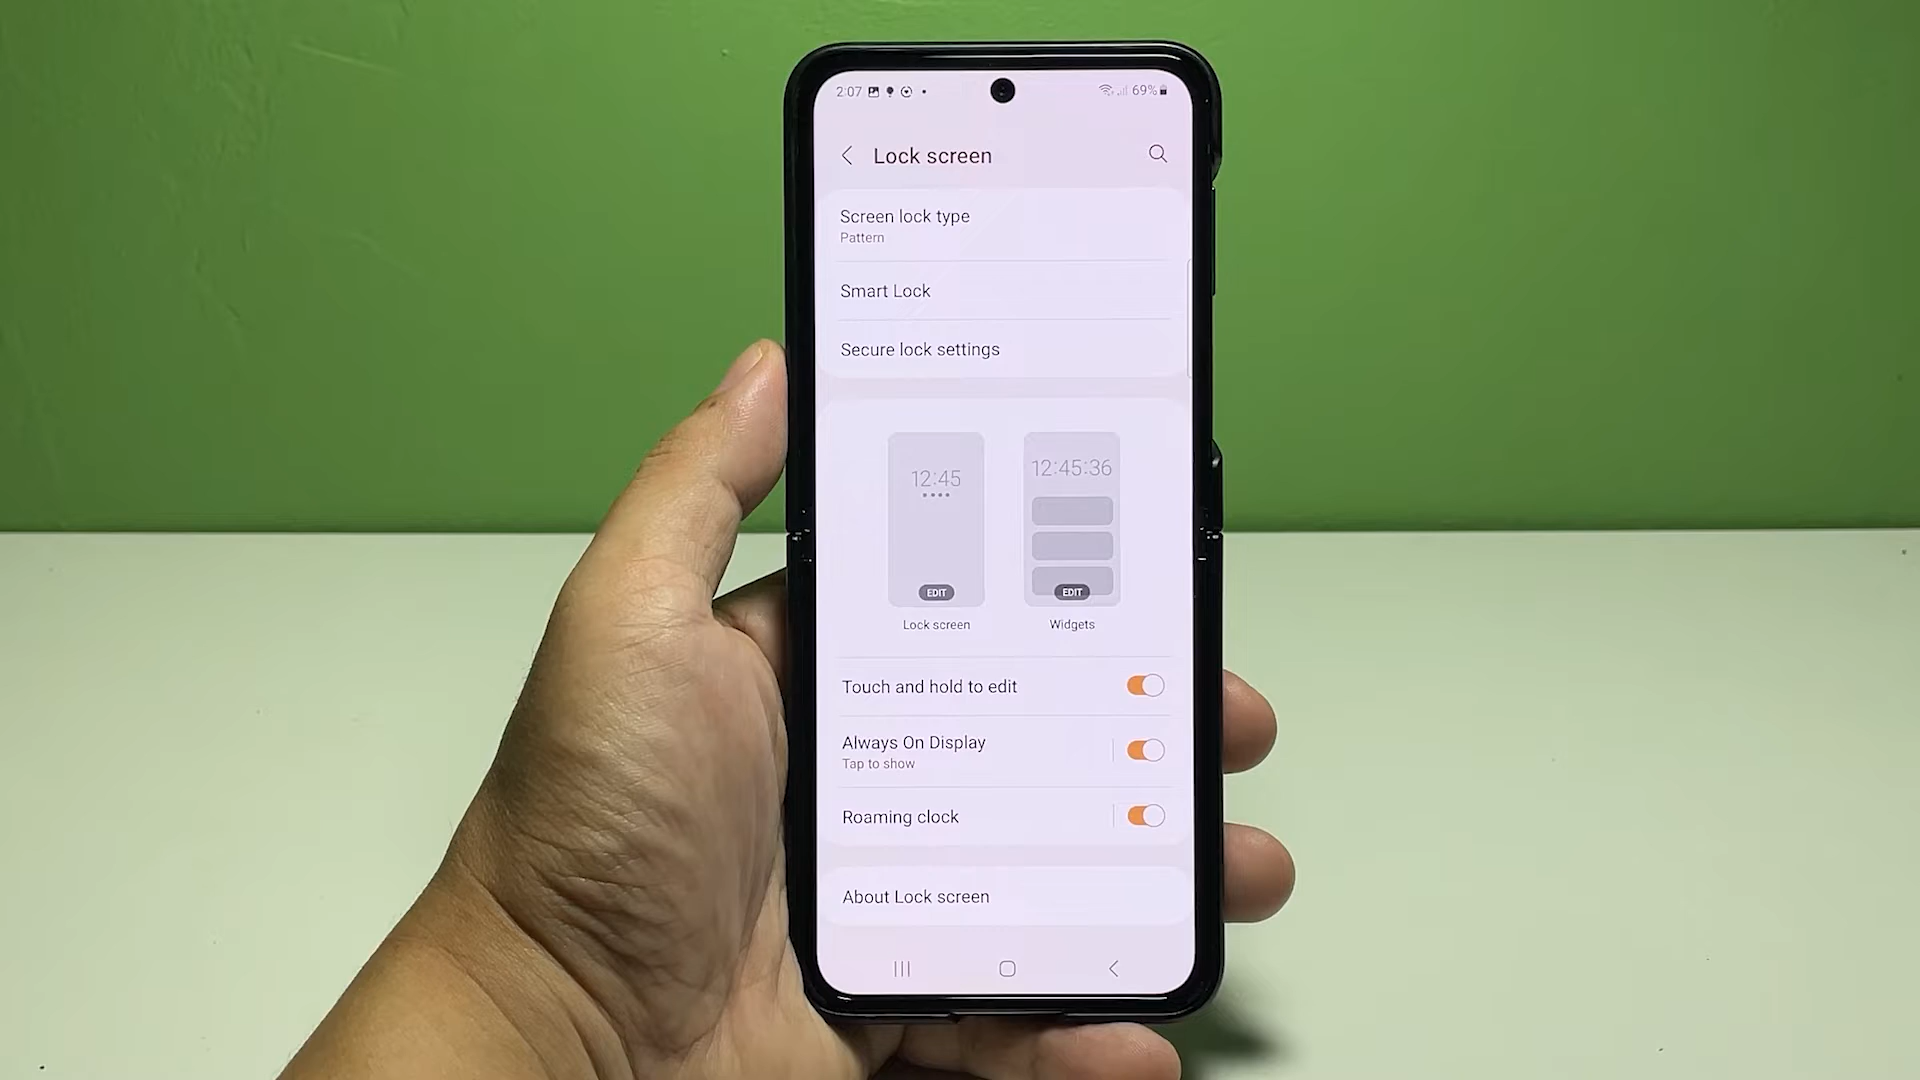 2:07
69%
Lock screen
Screen lock type
Pattern
Smart Lock
Secure lock settings
12:45
EDIT
Lock screen
12:45:36
EDIT
Widgets
Touch and hold to edit
Always On Display
Tap to show
Roaming clock
About Lock screen